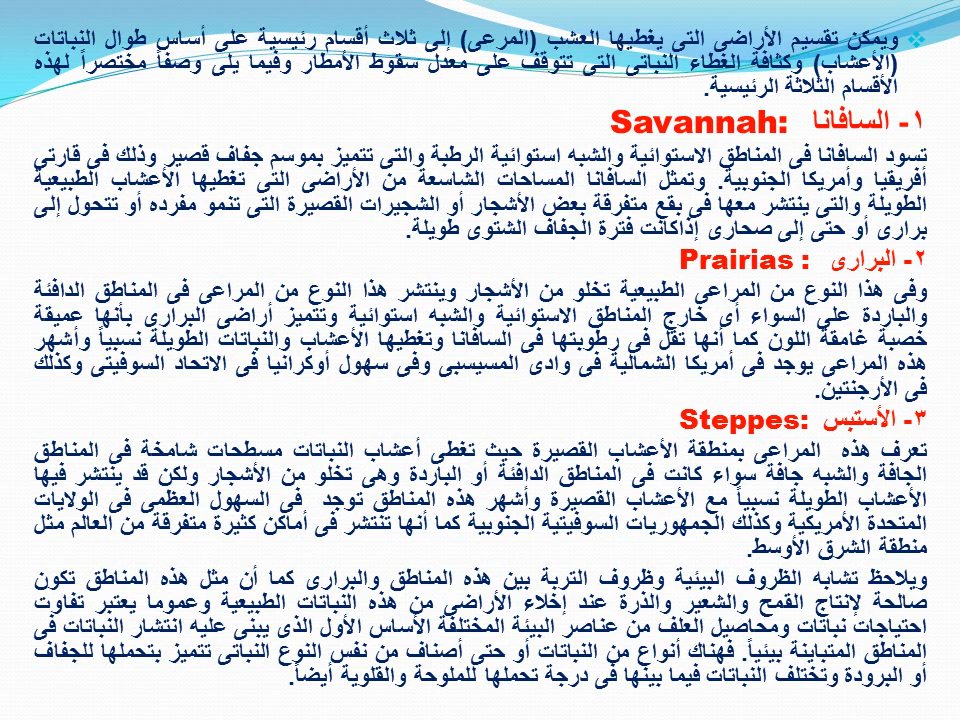 ❖ ويمكن تقسيم الأراضى التى يغطيها العشب (المرعى) إلى ثلاث أقسام رئيسية على أساس طوال النباتات
(الأعشاب) وكثافة الغطاء النباتى التى تتوقف على معدل سقوط الأمطار وفيما يلى وصفاً مختصراً لهذه
الأقسام الثلاثة الرئيسية.
١- السافانا Savannah:
تسود السافانا فى المناطق الاستوائية والشبه استوائية الرطبة والتى تتميز بموسم جفاف قصير وذلك فى قارتى
أفريقيا وأمريكا الجنوبية. وتمثل السافانا المساحات الشاسعة من الأراضى التى تغطيها الأعشاب الطبيعية
الطويلة والتى ينتشر معها فى بقع متفرقة بعض الأشجار أو الشجيرات القصيرة التى تنمو مفرده أو تتحول إلى
برارى أو حتى إلى صحارى إذاكانت فترة الجفاف الشتوى طويلة.
٢- البرارى Prairias :
وفى هذا النوع من المراعى الطبيعية تخلو من الأشجار وينتشر هذا النوع من المراعى فى المناطق الدافئة
والباردة على السواء أى خارج المناطق الاستوائية والشبه استوائية وتتميز أراضى البرارى بأنها عميقة
خصبة غامقة اللون كما أنها تقل فى رطوبتها فى السافانا وتغطيها الأعشاب والنباتات الطويلة نسبياً وأشهر
هذه المراعى يوجد فى أمريكا الشمالية فى وادى المسيسبى وفى سهول أوكرانيا فى الاتحاد السوفيتى وكذلك
فى الأرجنتين.
٣- الأستبس Steppes:
تعرف هذه المراعى بمنطقة الأعشاب القصيرة حيث تغطى أعشاب النباتات مسطحات شامخة فى المناطق
الجافة والشبه جافة سواء كانت فى المناطق الدافئة أو الباردة وهى تخلو من الأشجار ولكن قد ينتشر فيها
الأعشاب الطويلة نسبياً مع الأعشاب القصيرة وأشهر هذه المناطق توجد فى السهول العظمى فى الولايات
المتحدة الأمريكية وكذلك الجمهوريات السوفيتية الجنوبية كما أنها تنتشر فى أماكن كثيرة متفرقة من العالم مثل
منطقة الشرق الأوسط.
ويلاحظ تشابه الظروف البيئية وظروف التربة بين هذه المناطق والبرارى كما أن مثل هذه المناطق تكون
صالحة لإنتاج القمح والشعير والذرة عند إخلاء الأراضى من هذه النباتات الطبيعية وعموما يعتبر تفاوت
احتياجات نباتات ومحاصيل العلف من عناصر البيئة المختلفة الأساس الأول الذى يبنى عليه انتشار النباتات فى
المناطق المتباينة بيئياً. فهناك أنواع من النباتات أو حتى أصناف من نفس النوع النباتى تتميز بتحملها للجفاف
أو البرودة وتختلف النباتات فيما بينها فى درجة تحملها للملوحة والقلوية أيضاً.